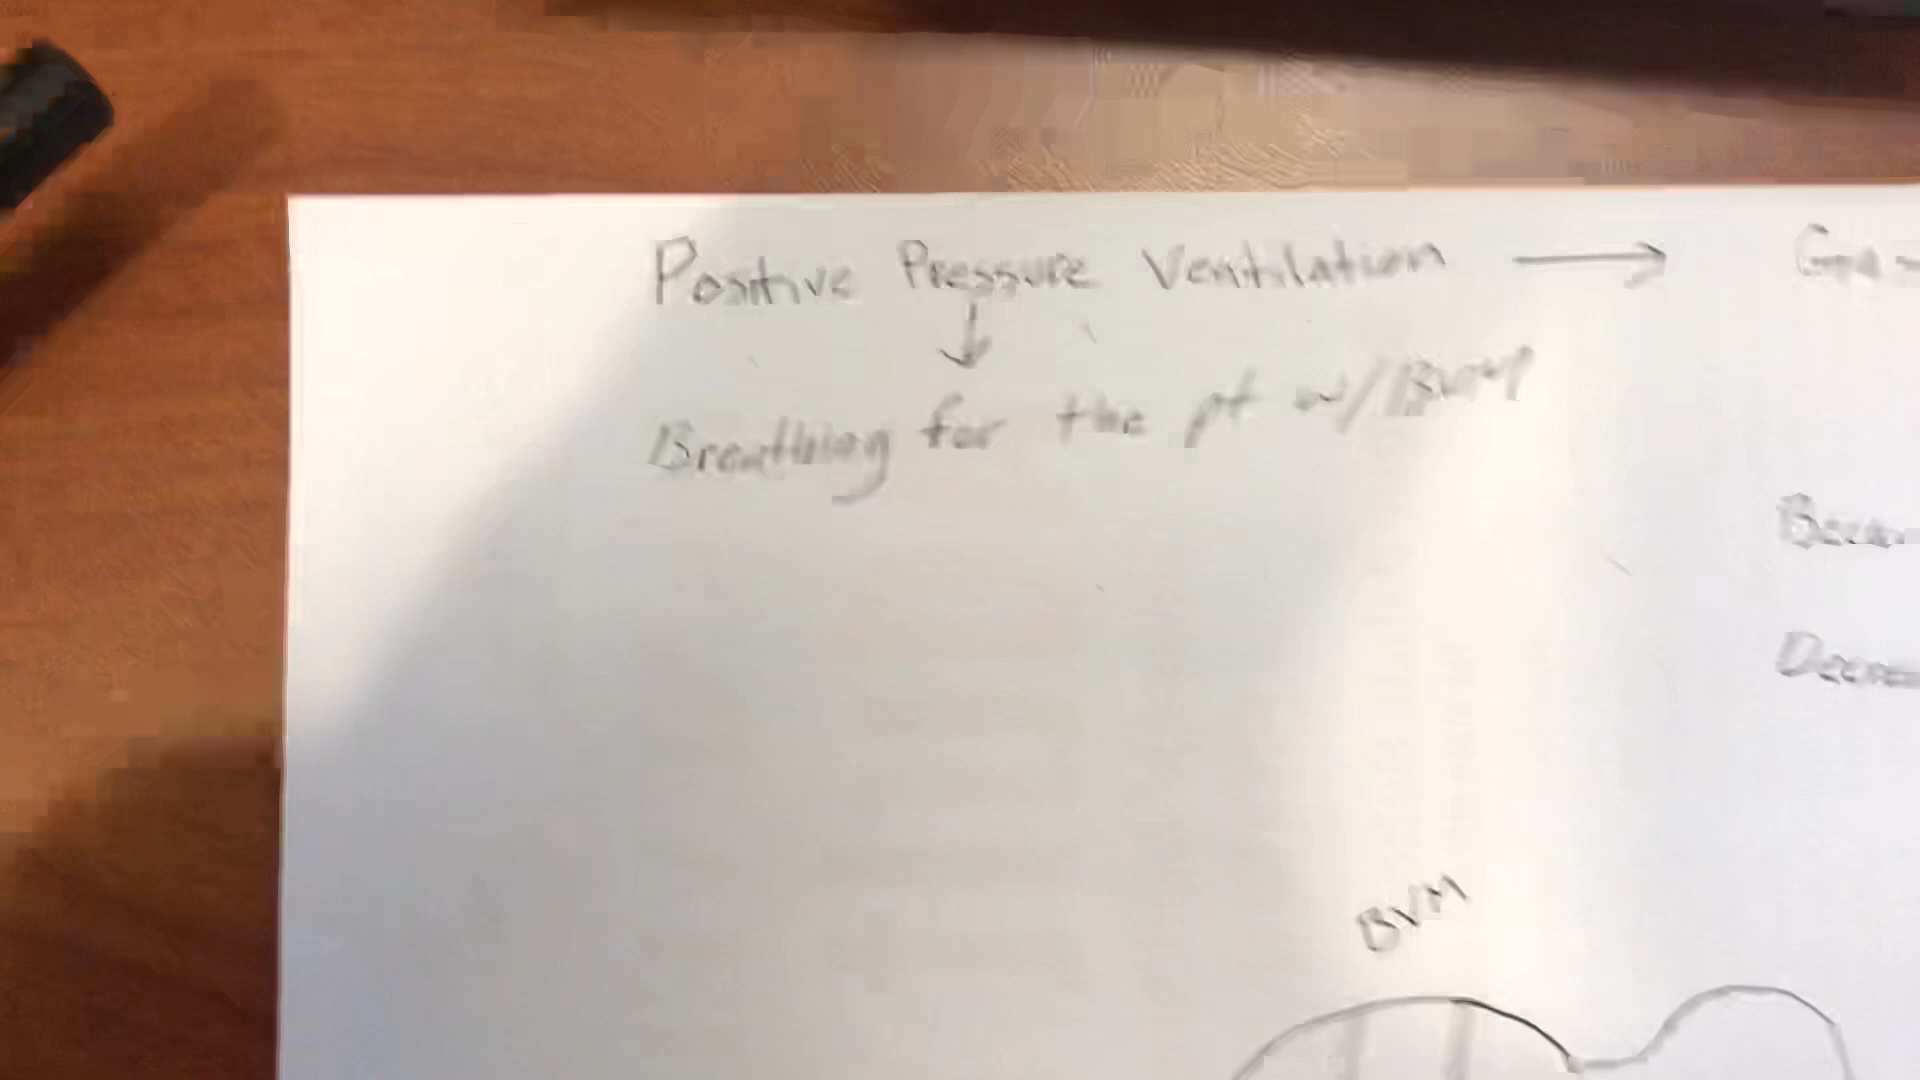 Positive Pressure Ventilation →
↓
Breathing for the pt w/ BVM
BVM